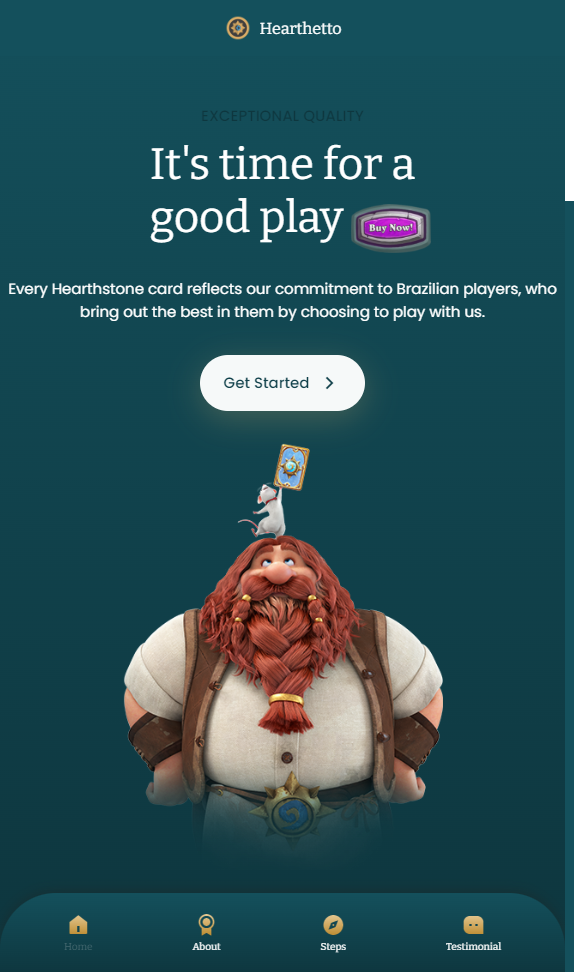 Hearthetto
EXCEPTIONAL QUALITY
It's time for a
good play Buy Now!
Every Hearthstone card reflects our commitment to Brazilian players, who
bring out the best in them by choosing to play with us.
Get Started
Home About Steps Testimonial